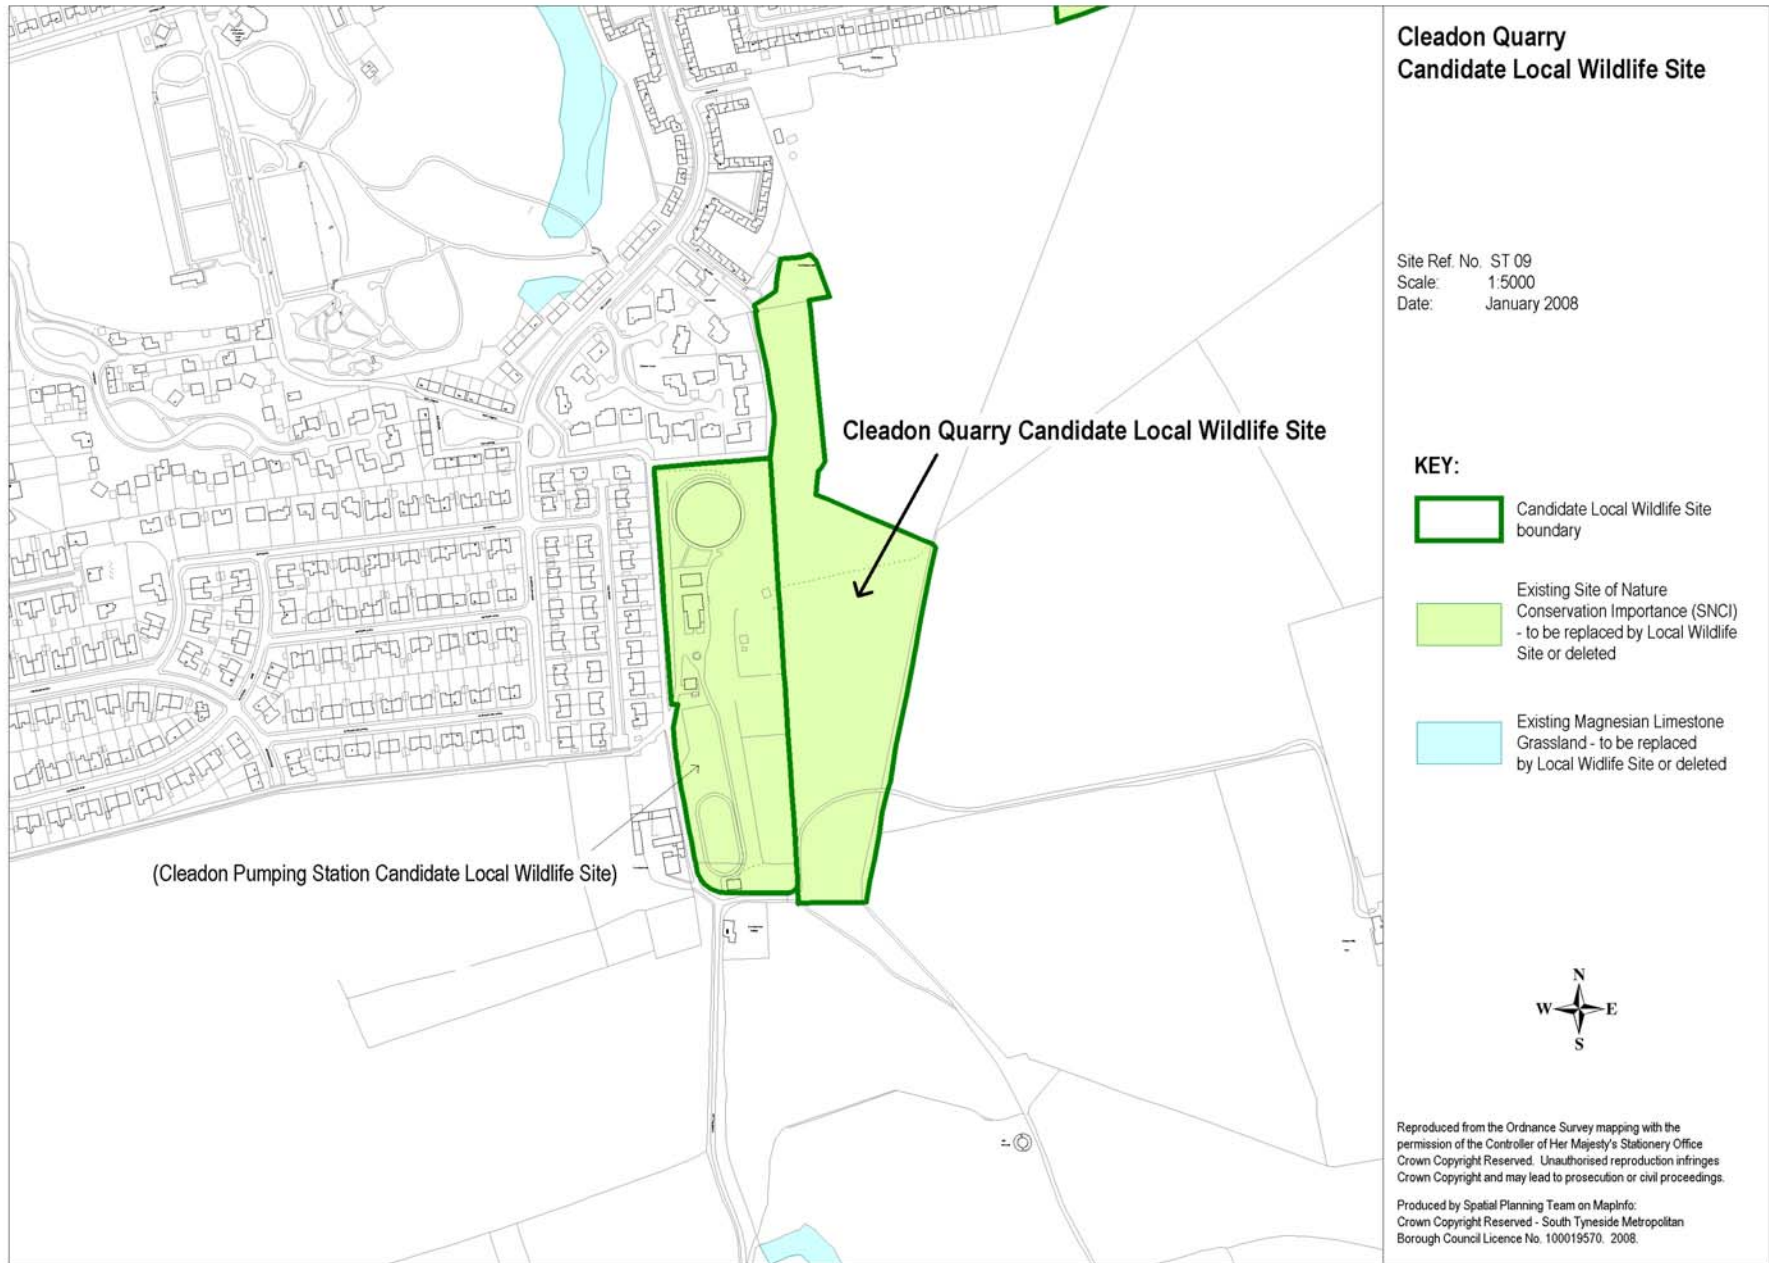 Cleadon Quarry
Candidate Local Wildlife Site
Site Ref. No. ST 09
Scale: 1:5000
Date: January 2008
Cleadon Quarry Candidate Local Wildlife Site
(Cleadon Pumping Station Candidate Local Wildlife Site)
KEY:
Candidate Local Wildlife Site
boundary
Existing Site of Nature
Conservation Importance (SNCI)
- to be replaced by Local Wildlife
Site or deleted
Existing Magnesian Limestone
Grassland - to be replaced
by Local Widlife Site or deleted
N
W E
S
Reproduced from the Ordnance Survey mapping with the
permission of the Controller of Her Majesty's Stationery Office
Crown Copyright Reserved. Unauthorised reproduction infringes
Crown Copyright and may lead to prosecution or civil proceedings.
Produced by Spatial Planning Team on MapInfo:
Crown Copyright Reserved - South Tyneside Metropolitan
Borough Council Licence No. 100019570. 2008.